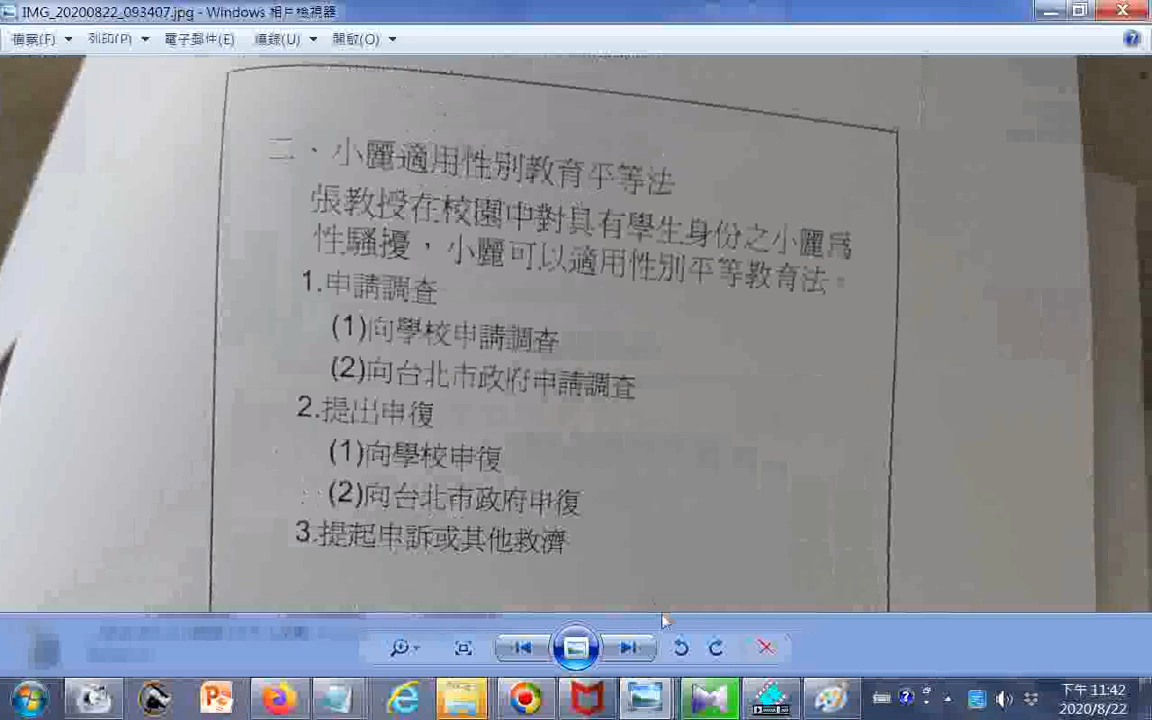 IMG_20200822_093407.jpg - Windows 相片檢視器
檔案(F) 列印(P) 電子郵件(E) 燒錄(U) 開啟(O)
二、小麗適用性別教育平等法
張教授在校園中對具有學生身份之小麗為
性騷擾，小麗可以適用性別平等教育法。
1.申請調查
(1)向學校申請調查
(2)向台北市政府申請調查
2.提出申復
(1)向學校申復
(2)向台北市政府申復
3.提起申訴或其他救濟
下午 11:42
2020/8/22